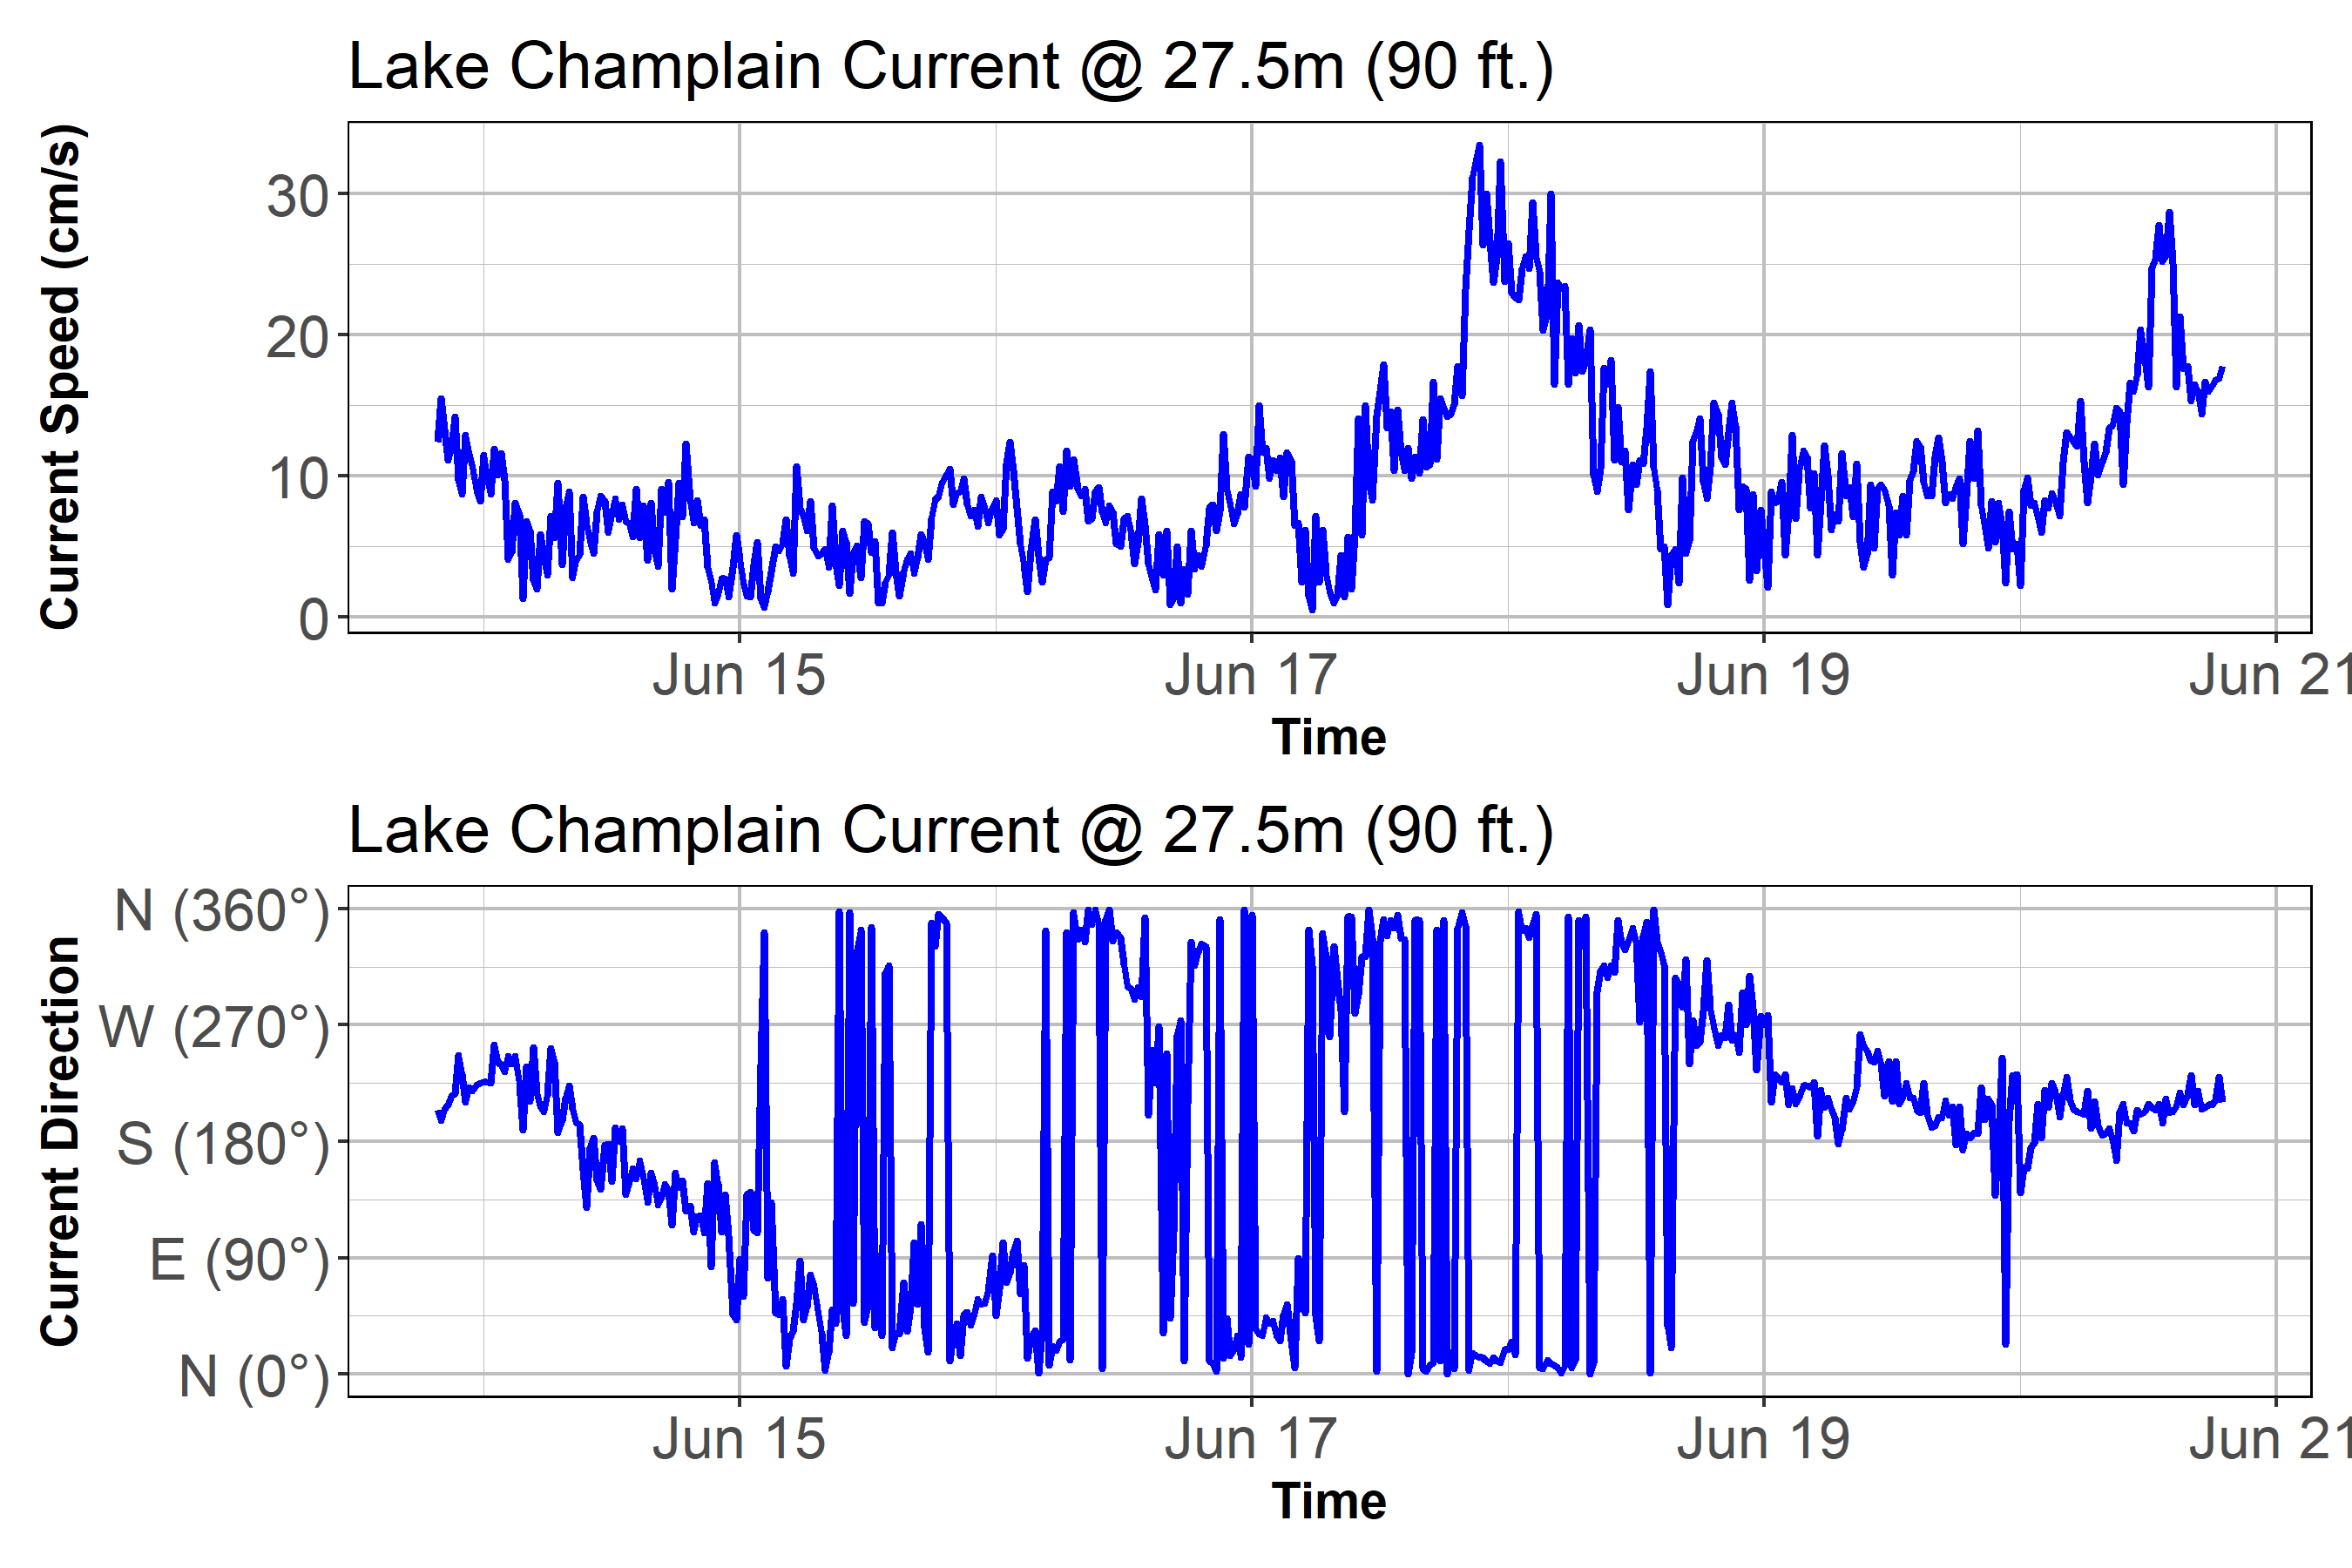 Lake Champlain Current @ 27.5m (90 ft.)
Current Speed (cm/s)
30
20
10
0
Jun 15
Jun 17
Jun 19
Jun 21
Time
Lake Champlain Current @ 27.5m (90 ft.)
Current Direction
N (360°)
W (270°)
S (180°)
E (90°)
N (0°)
Jun 15
Jun 17
Jun 19
Jun 21
Time